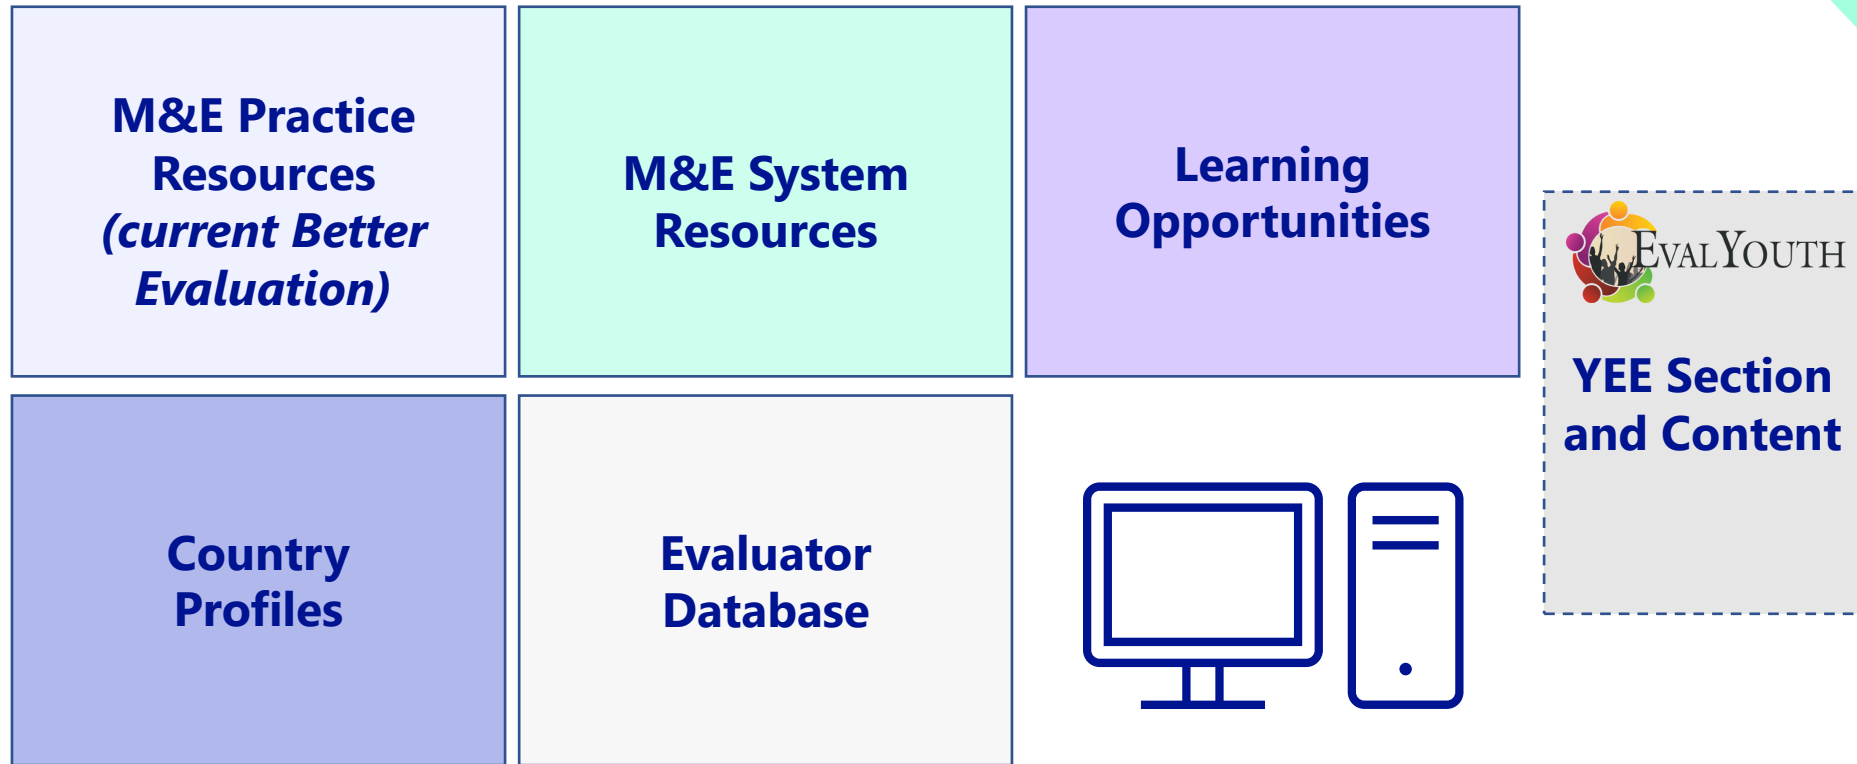 M&E Practice
Resources
(current Better
Evaluation)
M&E System
Resources
Learning
Opportunities
EVALYOUTH
YEE Section
and Content
Country
Profiles
Evaluator
Database